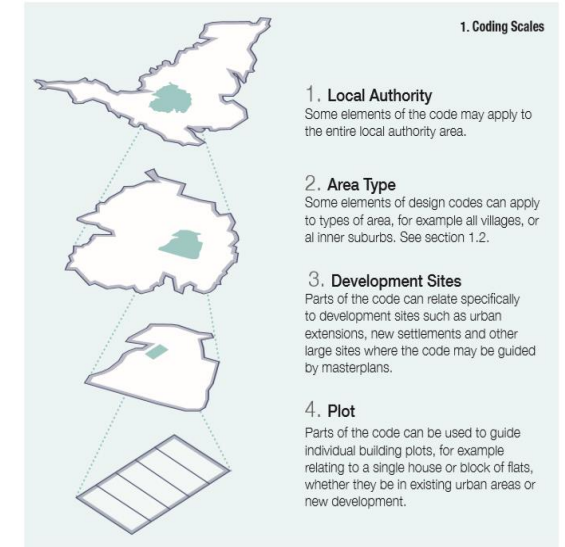 1. Coding Scales
1. Local Authority
Some elements of the code may apply to
the entire local authority area.
2. Area Type
Some elements of design codes can apply
to types of area, for example all villages, or
al inner suburbs. See section 1.2.
3. Development Sites
Parts of the code can relate specifically
to development sites such as urban
extensions, new settlements and other
large sites where the code may be guided
by masterplans.
4. Plot
Parts of the code can be used to guide
individual building plots, for example
relating to a single house or block of flats,
whether they be in existing urban areas or
new development.